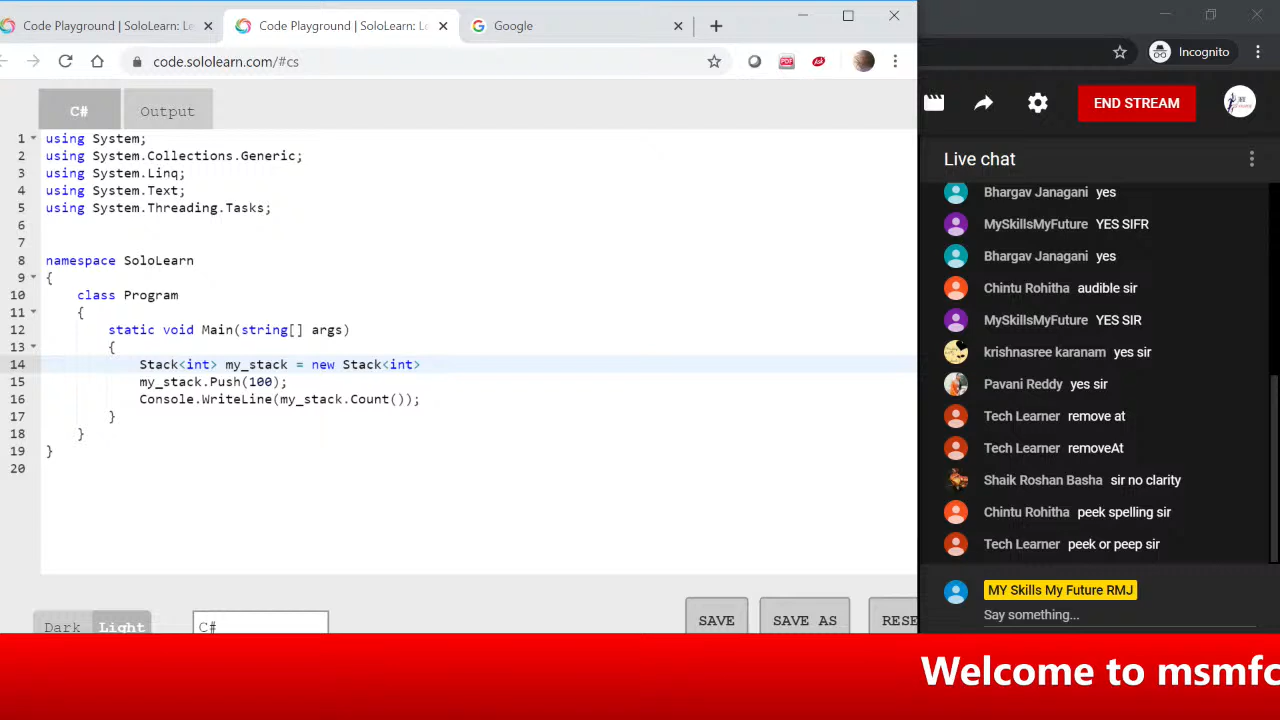 Code Playground | SoloLearn: Le
Code Playground | SoloLearn: Le
Google
code.sololearn.com/#cs
PDF
Ask
Incognito
C#
Output
END STREAM
Live chat
1 using System;
2 using System.Collections.Generic;
3 using System.Linq;
4 using System.Text;
5 using System.Threading.Tasks;
6
7
8 namespace SoloLearn
9 {
10 class Program
11 {
12 static void Main(string[] args)
13 {
14 Stack<int> my_stack = new Stack<int>
15 my_stack.Push(100);
16 Console.WriteLine(my_stack.Count());
17 }
18 }
19 }
20
Dark
Light
C#
SAVE
SAVE AS
RESE
Bhargav Janagani yes
MySkillsMyFuture YES SIFR
Bhargav Janagani yes
Chintu Rohitha audible sir
MySkillsMyFuture YES SIR
krishnasree karanam yes sir
Pavani Reddy yes sir
Tech Learner remove at
Tech Learner removeAt
Shaik Roshan Basha sir no clarity
Chintu Rohitha peek spelling sir
Tech Learner peek or peep sir
MY Skills My Future RMJ
Say something...
Welcome to msmfc